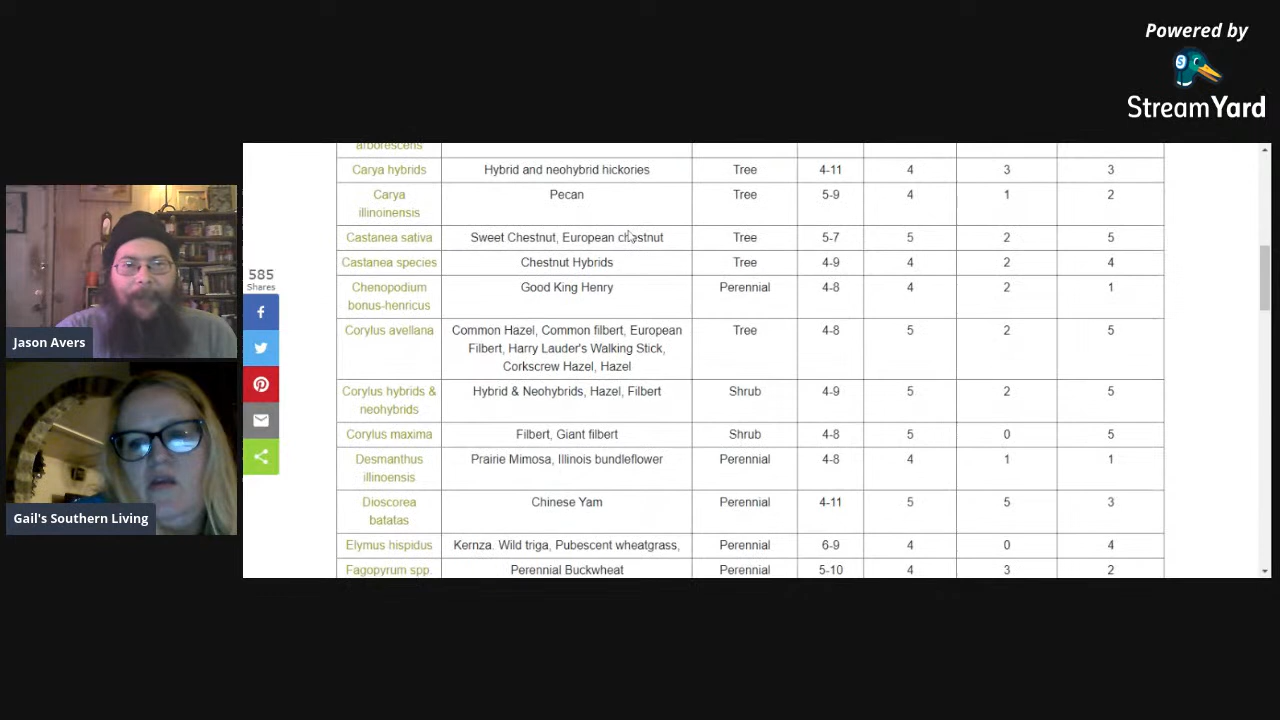 Powered by
StreamYard
arborescens
Carya hybrids Hybrid and neohybrid hickories Tree 4-11 4 3 3
Carya Pecan Tree 5-9 4 1 2
illinoinensis
Castanea sativa Sweet Chestnut, European chestnut Tree 5-7 5 2 5
Castanea species Chestnut Hybrids Tree 4-9 4 2 4
585
Shares
Chenopodium Good King Henry Perennial 4-8 4 2 1
bonus-henricus
Corylus avellana Common Hazel, Common filbert, European Tree 4-8 5 2 5
Filbert, Harry Lauder's Walking Stick,
Corkscrew Hazel, Hazel
Jason Avers
Corylus hybrids & Hybrid & Neohybrids, Hazel, Filbert Shrub 4-9 5 2 5
neohybrids
Corylus maxima Filbert, Giant filbert Shrub 4-8 5 0 5
Desmanthus Prairie Mimosa, Illinois bundleflower Perennial 4-8 4 1 1
illinoensis
Dioscorea Chinese Yam Perennial 4-11 5 5 3
batatas
Gail's Southern Living
Elymus hispidus Kernza. Wild triga, Pubescent wheatgrass, Perennial 6-9 4 0 4
Fagopyrum spp. Perennial Buckwheat Perennial 5-10 4 3 2